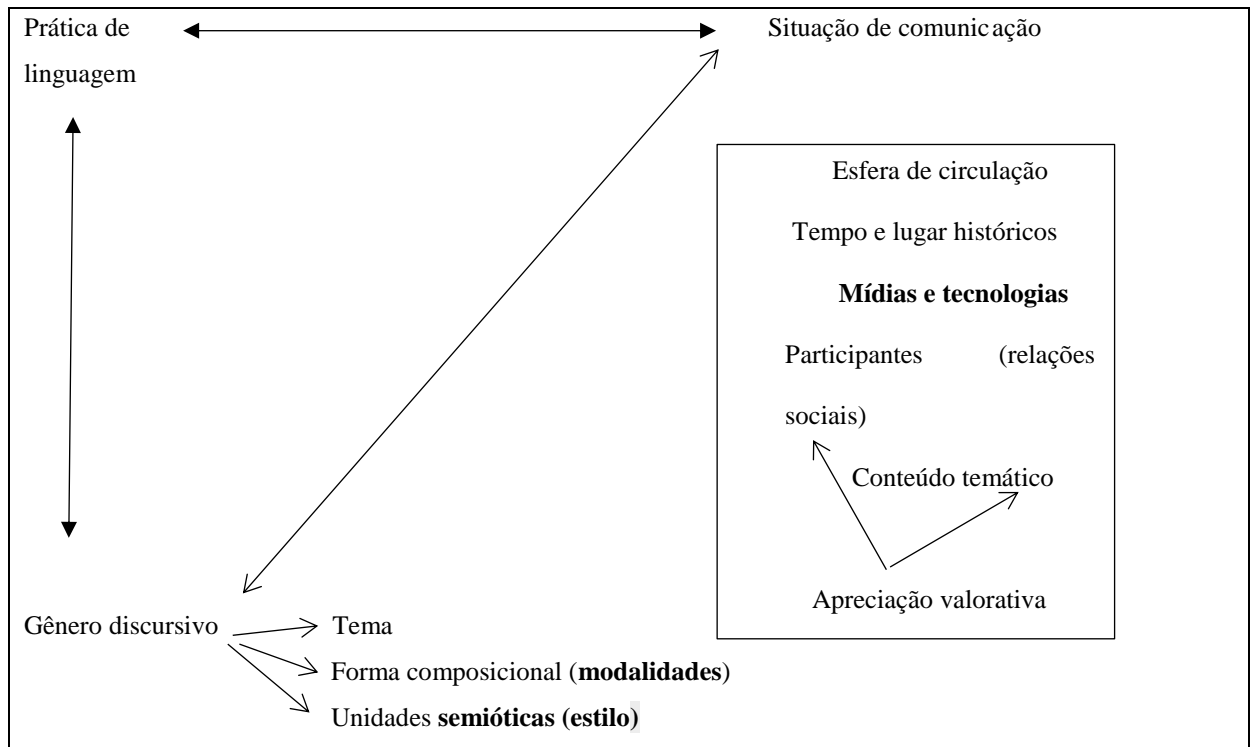 Prática de
linguagem
Situação de comunicação
Esfera de circulação
Tempo e lugar históricos
Mídias e tecnologias
Participantes (relações
sociais)
Conteúdo temático
Apreciação valorativa
Gênero discursivo
Tema
Forma composicional (modalidades)
Unidades semióticas (estilo)